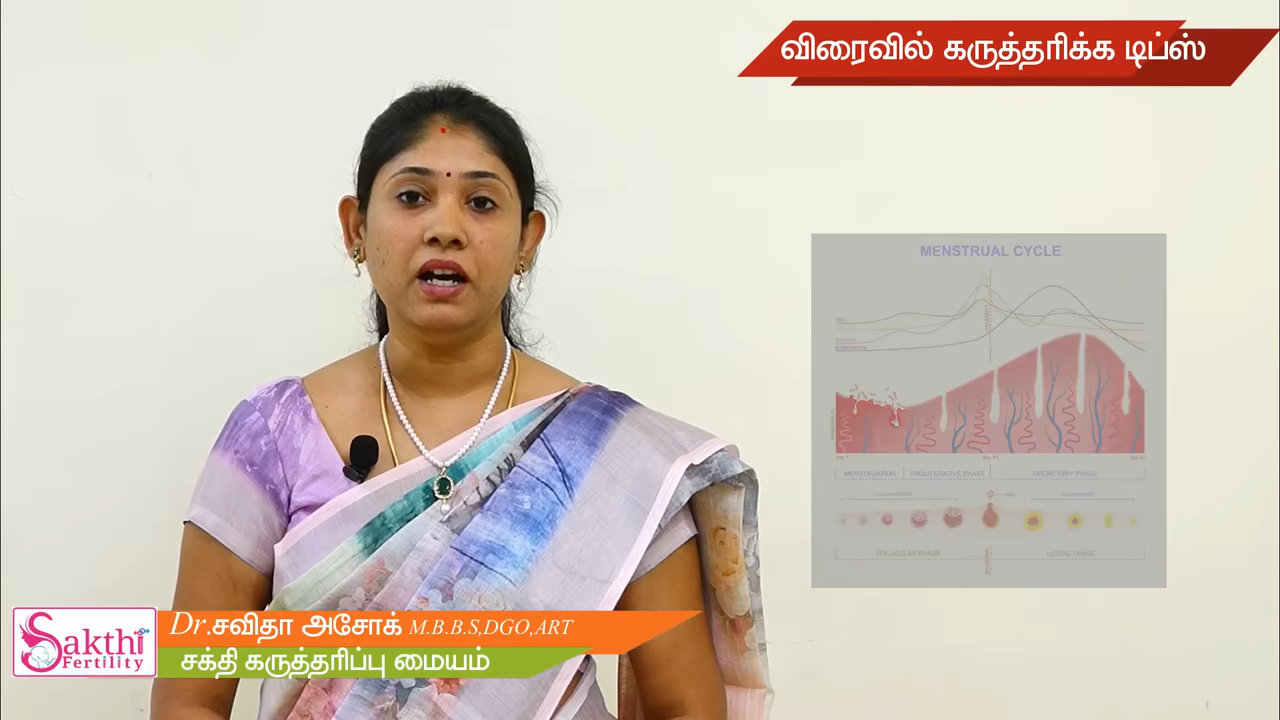 விரைவில் கருத்தரிக்க டிப்ஸ்
MENSTRUAL CYCLE
MENSTRUATION
PROLIFERATIVE PHASE
SECRETORY PHASE
FOLLICULAR PHASE
LUTEAL PHASE
Sakthi
Fertility
Dr.சவிதா அசோக் M.B.B.S,DGO,ART
சக்தி கருத்தரிப்பு மையம்